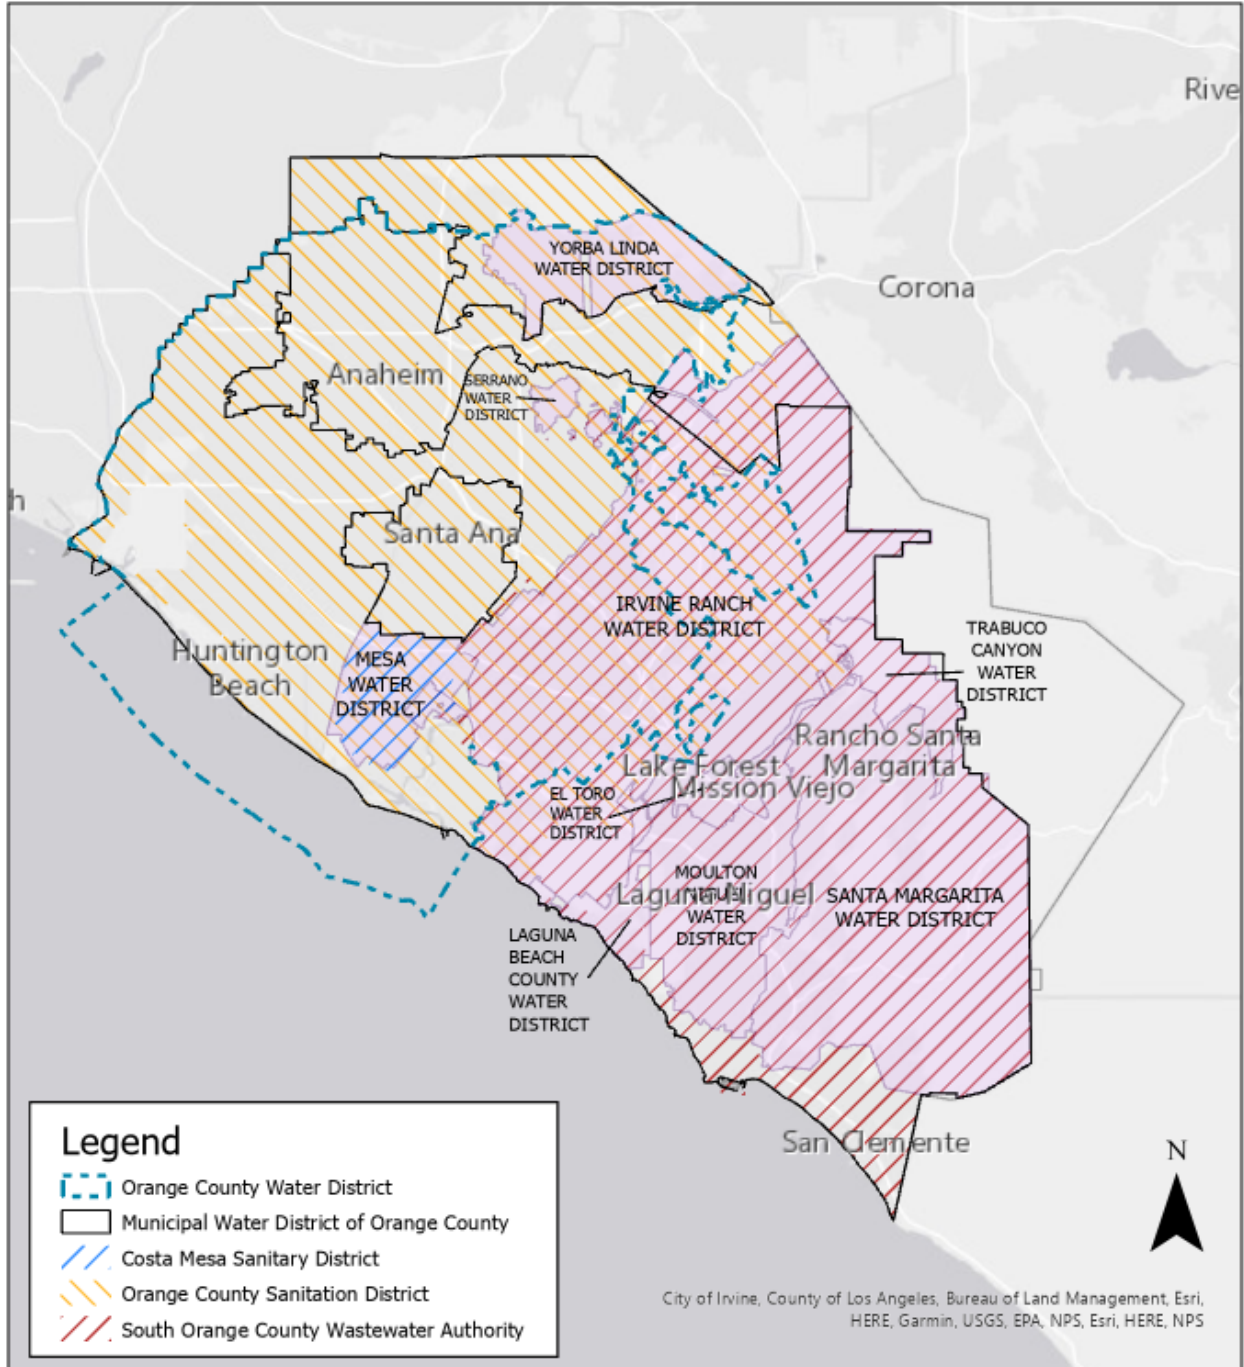 Rive
Corona
YORBA LINDA
WATER DISTRICT
Anaheim
SERRANO
WATER
DISTRICT
h
Santa Ana
IRVINE RANCH
WATER DISTRICT
TRABUCO
CANYON
WATER
DISTRICT
Huntington
Beach
MESA
WATER
DISTRICT
Rancho Santa
Margarita
Lake Forest
Mission Viejo
EL TORO
WATER
DISTRICT
MOULTON
NIGUEL
WATER
DISTRICT
Laguna Niguel
SANTA MARGARITA
WATER DISTRICT
LAGUNA
BEACH
COUNTY
WATER
DISTRICT
San Clemente
N
Legend
Orange County Water District
Municipal Water District of Orange County
Costa Mesa Sanitary District
Orange County Sanitation District
South Orange County Wastewater Authority
City of Irvine, County of Los Angeles, Bureau of Land Management, Esri,
HERE, Garmin, USGS, EPA, NPS, Esri, HERE, NPS